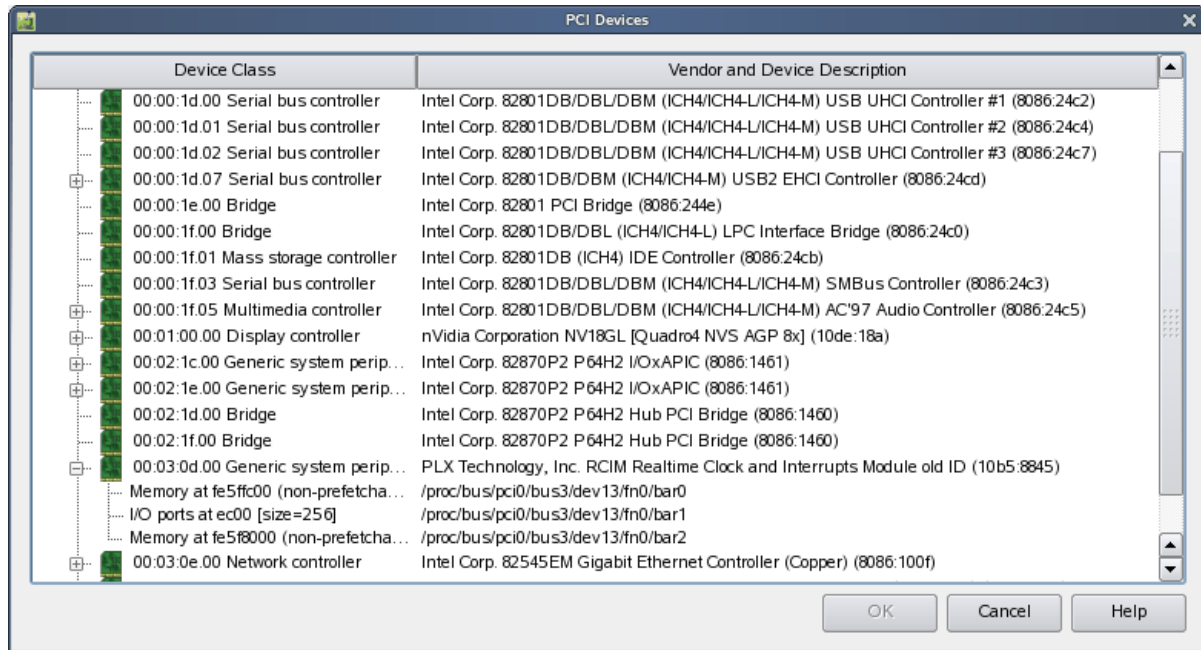 PCI Devices
Device Class Vendor and Device Description
00:00:1d.00 Serial bus controller Intel Corp. 82801DB/DBL/DBM (ICH4/ICH4-L/ICH4-M) USB UHCI Controller #1 (8086:24c2)
00:00:1d.01 Serial bus controller Intel Corp. 82801DB/DBL/DBM (ICH4/ICH4-L/ICH4-M) USB UHCI Controller #2 (8086:24c4)
00:00:1d.02 Serial bus controller Intel Corp. 82801DB/DBL/DBM (ICH4/ICH4-L/ICH4-M) USB UHCI Controller #3 (8086:24c7)
00:00:1d.07 Serial bus controller Intel Corp. 82801DB/DBM (ICH4/ICH4-M) USB2 EHCI Controller (8086:24cd)
00:00:1e.00 Bridge Intel Corp. 82801 PCI Bridge (8086:244e)
00:00:1f.00 Bridge Intel Corp. 82801DB/DBL (ICH4/ICH4-L) LPC Interface Bridge (8086:24c0)
00:00:1f.01 Mass storage controller Intel Corp. 82801DB (ICH4) IDE Controller (8086:24cb)
00:00:1f.03 Serial bus controller Intel Corp. 82801DB/DBL/DBM (ICH4/ICH4-L/ICH4-M) SMBus Controller (8086:24c3)
00:00:1f.05 Multimedia controller Intel Corp. 82801DB/DBL/DBM (ICH4/ICH4-L/ICH4-M) AC'97 Audio Controller (8086:24c5)
00:01:00.00 Display controller nVidia Corporation NV18GL [Quadro4 NVS AGP 8x] (10de:18a)
00:02:1c.00 Generic system perip... Intel Corp. 82870P2 P64H2 I/OxAPIC (8086:1461)
00:02:1e.00 Generic system perip... Intel Corp. 82870P2 P64H2 I/OxAPIC (8086:1461)
00:02:1d.00 Bridge Intel Corp. 82870P2 P64H2 Hub PCI Bridge (8086:1460)
00:02:1f.00 Bridge Intel Corp. 82870P2 P64H2 Hub PCI Bridge (8086:1460)
00:03:0d.00 Generic system perip... PLX Technology, Inc. RCIM Realtime Clock and Interrupts Module old ID (10b5:8845)
Memory at fe5ffc00 (non-prefetcha... /proc/bus/pci0/bus3/dev13/fn0/bar0
I/O ports at ec00 [size=256] /proc/bus/pci0/bus3/dev13/fn0/bar1
Memory at fe5f8000 (non-prefetcha... /proc/bus/pci0/bus3/dev13/fn0/bar2
00:03:0e.00 Network controller Intel Corp. 82545EM Gigabit Ethernet Controller (Copper) (8086:100f)
OK Cancel Help